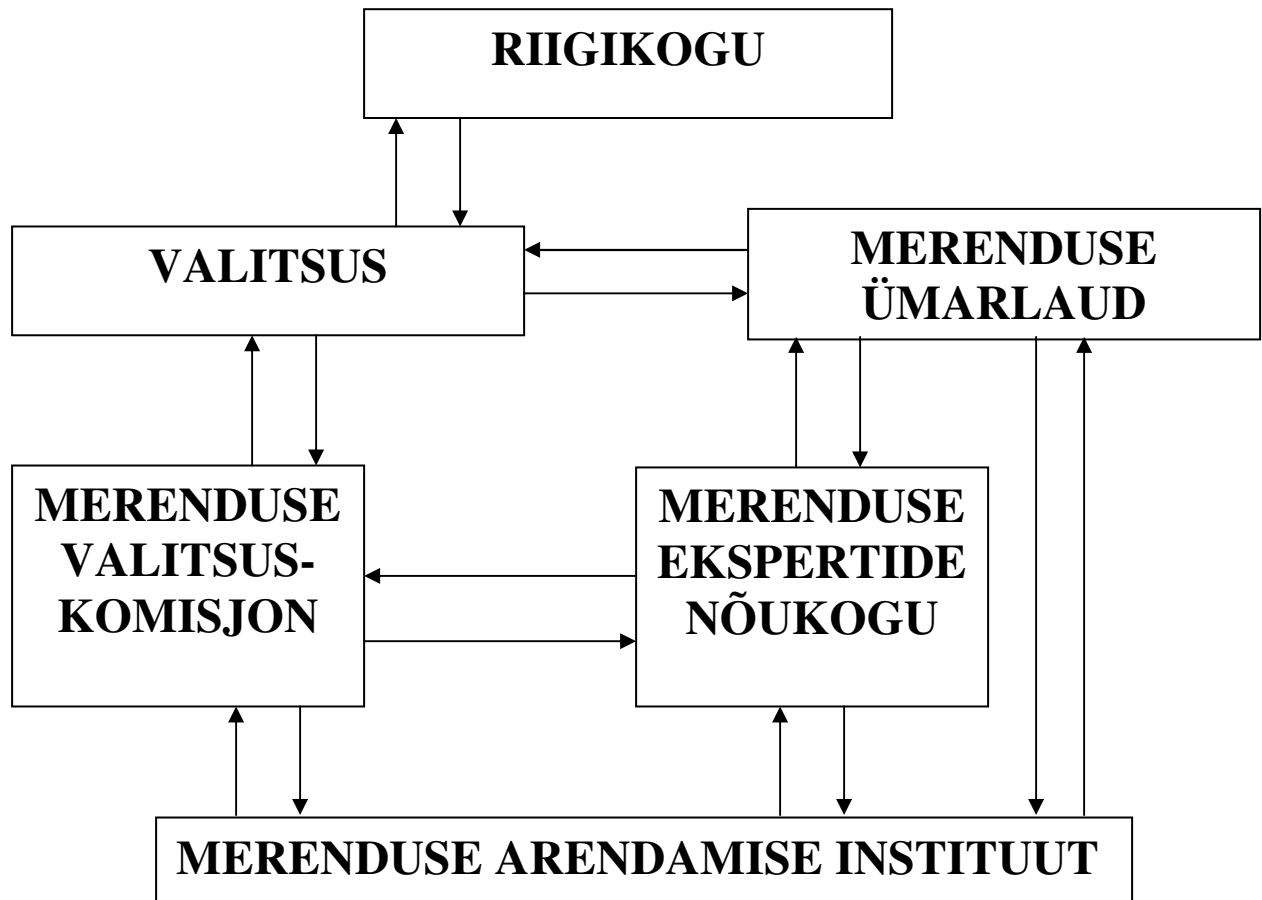 RIIGIKOGU
VALITSUS
MERENDUSE
ÜMARLAUD
MERENDUSE
VALITSUS-
KOMISJON
MERENDUSE
EKSPERTIDE
NÕUKOGU
MERENDUSE ARENDAMISE INSTITUUT